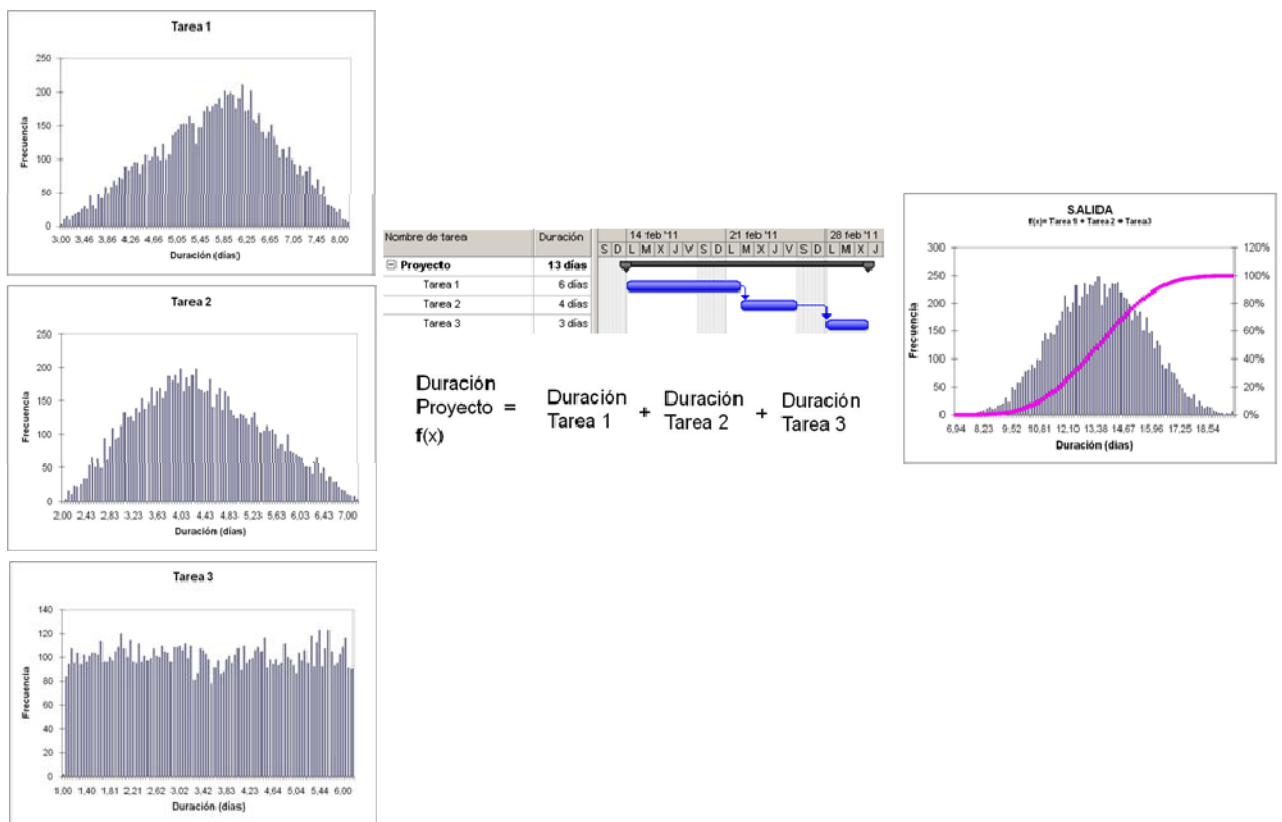 Tarea 1
250
200
150
100
50
0
Frecuencia
3,00 3,46 3,86 4,26 4,66 5,05 5,45 5,85 6,25 6,65 7,05 7,45 8,00
Duración (días)
Tarea 2
250
200
150
100
50
0
Frecuencia
2,00 2,43 2,83 3,23 3,63 4,03 4,43 4,83 5,23 5,63 6,03 6,43 7,00
Duración (días)
Tarea 3
140
120
100
80
60
40
20
0
Frecuencia
1,00 1,40 1,81 2,21 2,62 3,02 3,42 3,83 4,23 4,64 5,04 5,44 6,00
Duración (días)
Nombre de tarea Duración 14 feb '11 21 feb '11 28 feb '11
S D L M X J V S D L M X J V S D L M X J
Proyecto 13 días
Tarea 1 6 días
Tarea 2 4 días
Tarea 3 3 días
Duración Proyecto f(x) = Duración Tarea 1 + Duración Tarea 2 + Duración Tarea 3
SALIDA
f(x)= Tarea 1 + Tarea 2 + Tarea3
300
250
200
150
100
50
0
Frecuencia
120%
100%
80%
60%
40%
20%
0%
6,94 8,23 9,52 10,81 12,10 13,38 14,67 15,96 17,25 18,54
Duración (días)